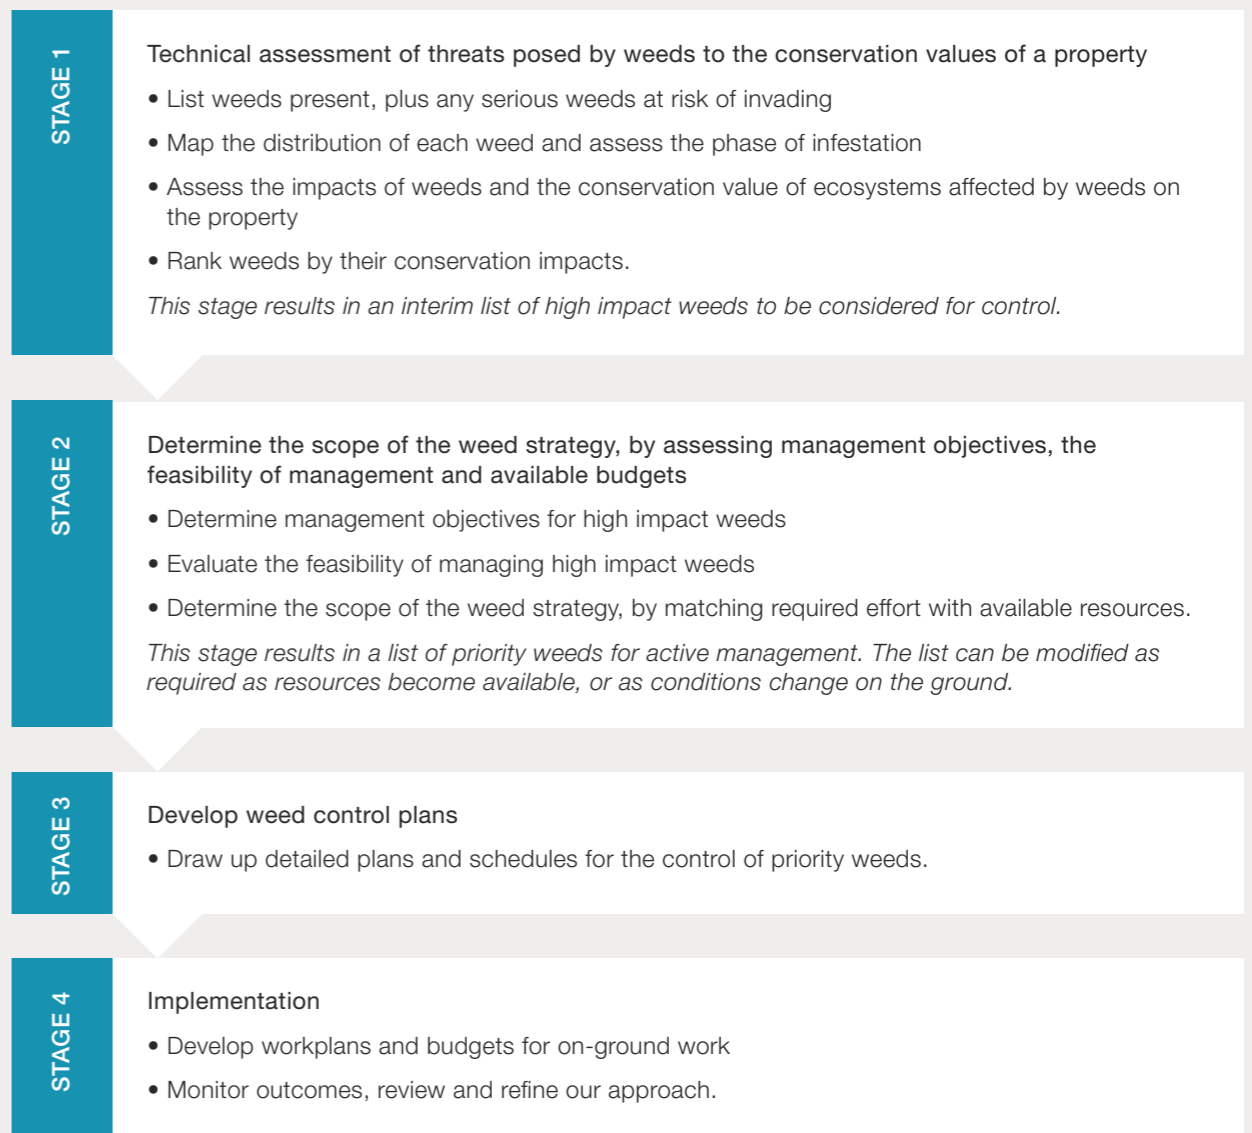 STAGE 1
Technical assessment of threats posed by weeds to the conservation values of a property
• List weeds present, plus any serious weeds at risk of invading
• Map the distribution of each weed and assess the phase of infestation
• Assess the impacts of weeds and the conservation value of ecosystems affected by weeds on
the property
• Rank weeds by their conservation impacts.
This stage results in an interim list of high impact weeds to be considered for control.
STAGE 2
Determine the scope of the weed strategy, by assessing management objectives, the
feasibility of management and available budgets
• Determine management objectives for high impact weeds
• Evaluate the feasibility of managing high impact weeds
• Determine the scope of the weed strategy, by matching required effort with available resources.
This stage results in a list of priority weeds for active management. The list can be modified as
required as resources become available, or as conditions change on the ground.
STAGE 3
Develop weed control plans
• Draw up detailed plans and schedules for the control of priority weeds.
STAGE 4
Implementation
• Develop workplans and budgets for on-ground work
• Monitor outcomes, review and refine our approach.